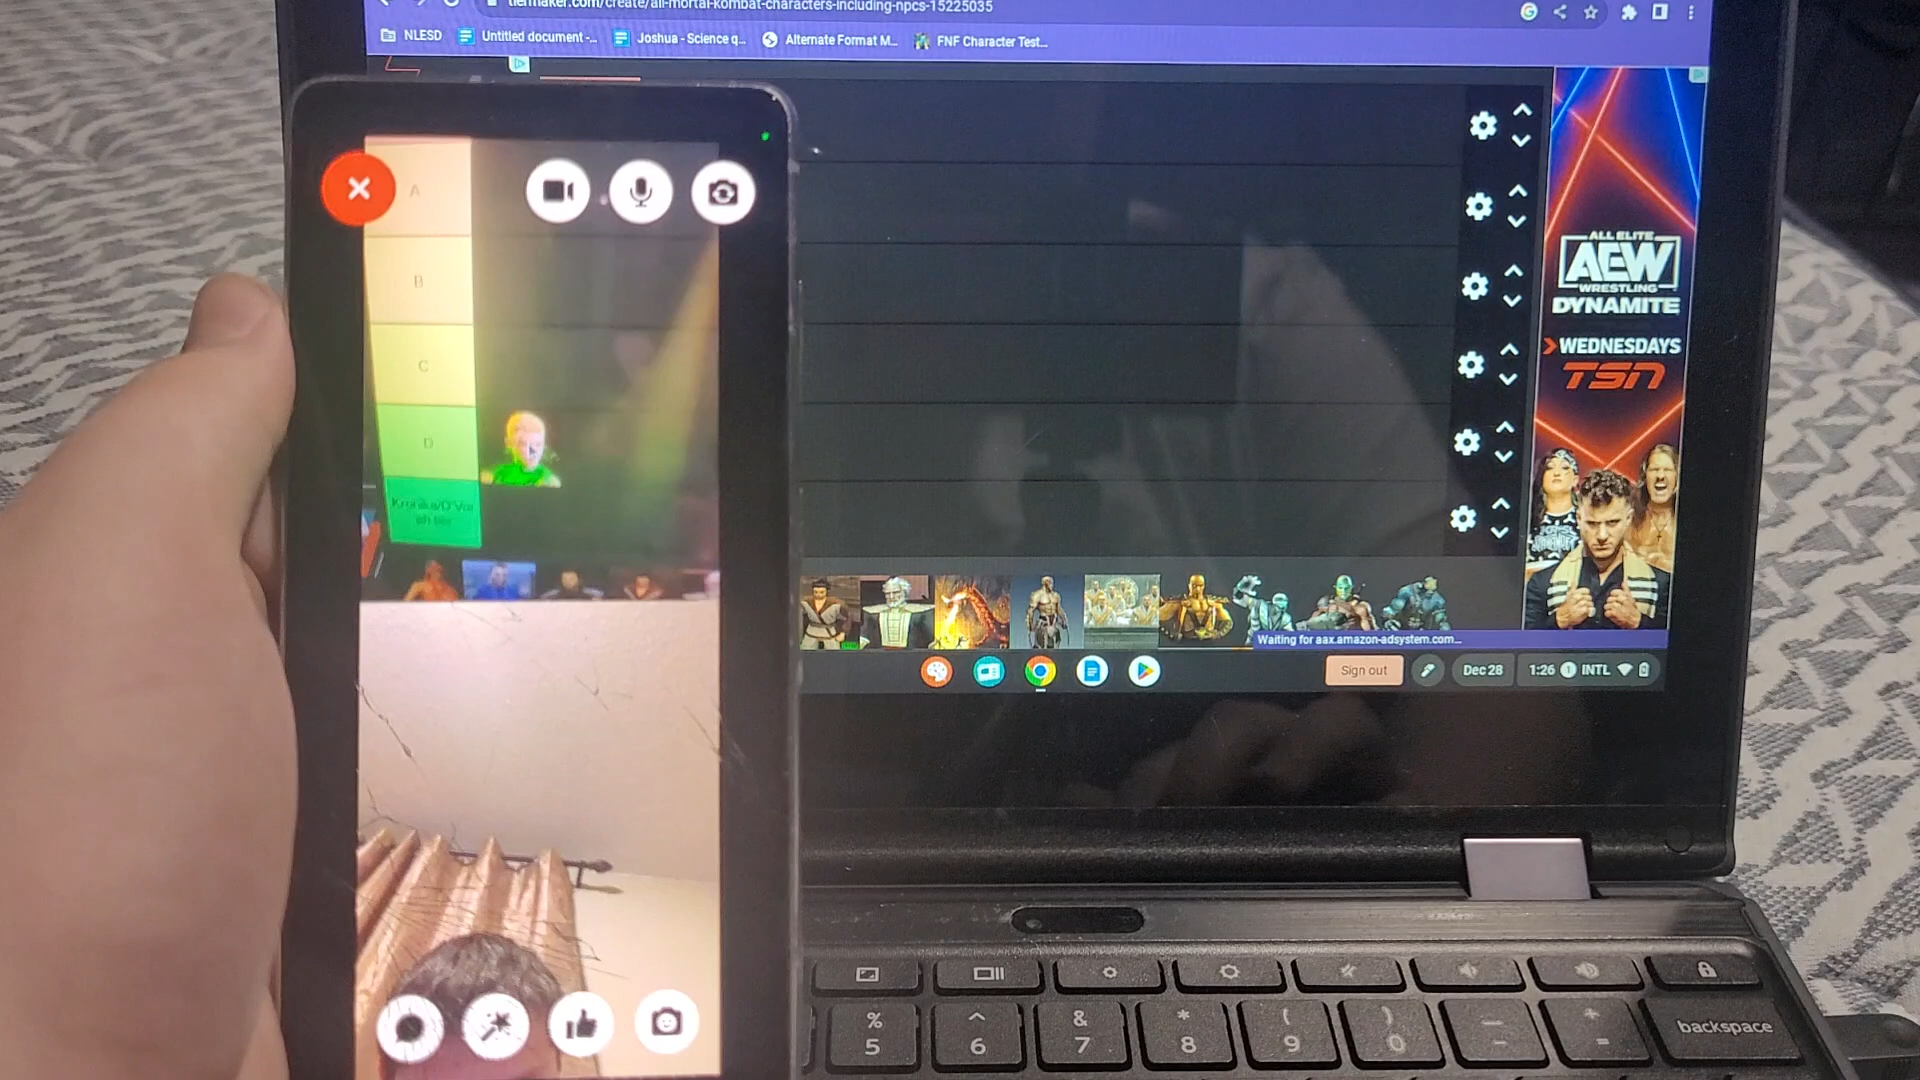 tiermaker.com/create/all-mortal-kombat-characters-including-npcs-15225035
NLESD
Untitled document -...
Joshua - Science q...
Alternate Format M...
FNF Character Test...
A
B
C
D
ALL ELITE
AEW
WRESTLING
DYNAMITE
WEDNESDAYS
TSN
Waiting for aax.amazon-adsystem.com...
Sign out
Dec 28
1:26
INTL
%
5
^
6
&
7
*
8
(
9
)
0
backspace